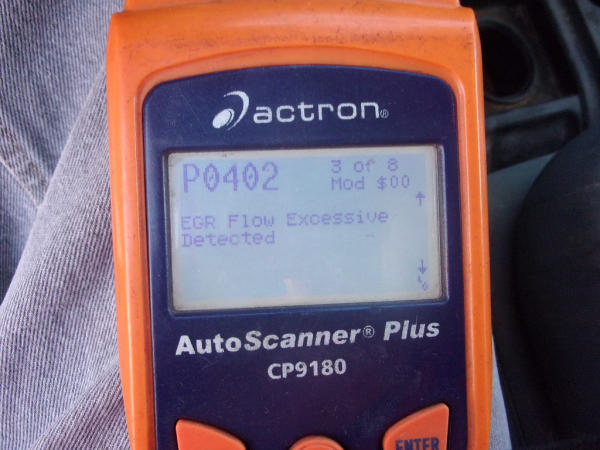 actron®
P0402 3 of 8
Mod $00
EGR Flow Excessive
Detected
AutoScanner® Plus
CP9180
ENTER